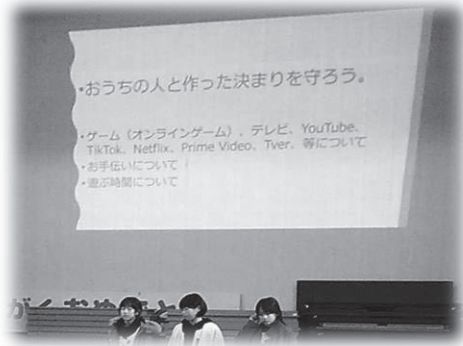 ・おうちの人と作った決まりを守ろう。
・ゲーム（オンラインゲーム）、テレビ、YouTube、
TikTok、Netflix、Prime Video、Tver、等について
・お手伝いについて
・遊ぶ時間について